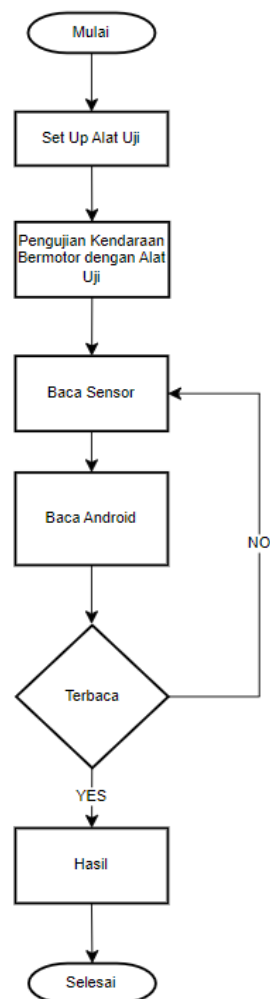 Mulai
Set Up Alat Uji
Pengujian Kendaraan
Bermotor dengan Alat
Uji
Baca Sensor
Baca Android
NO
Terbaca
YES
Hasil
Selesai